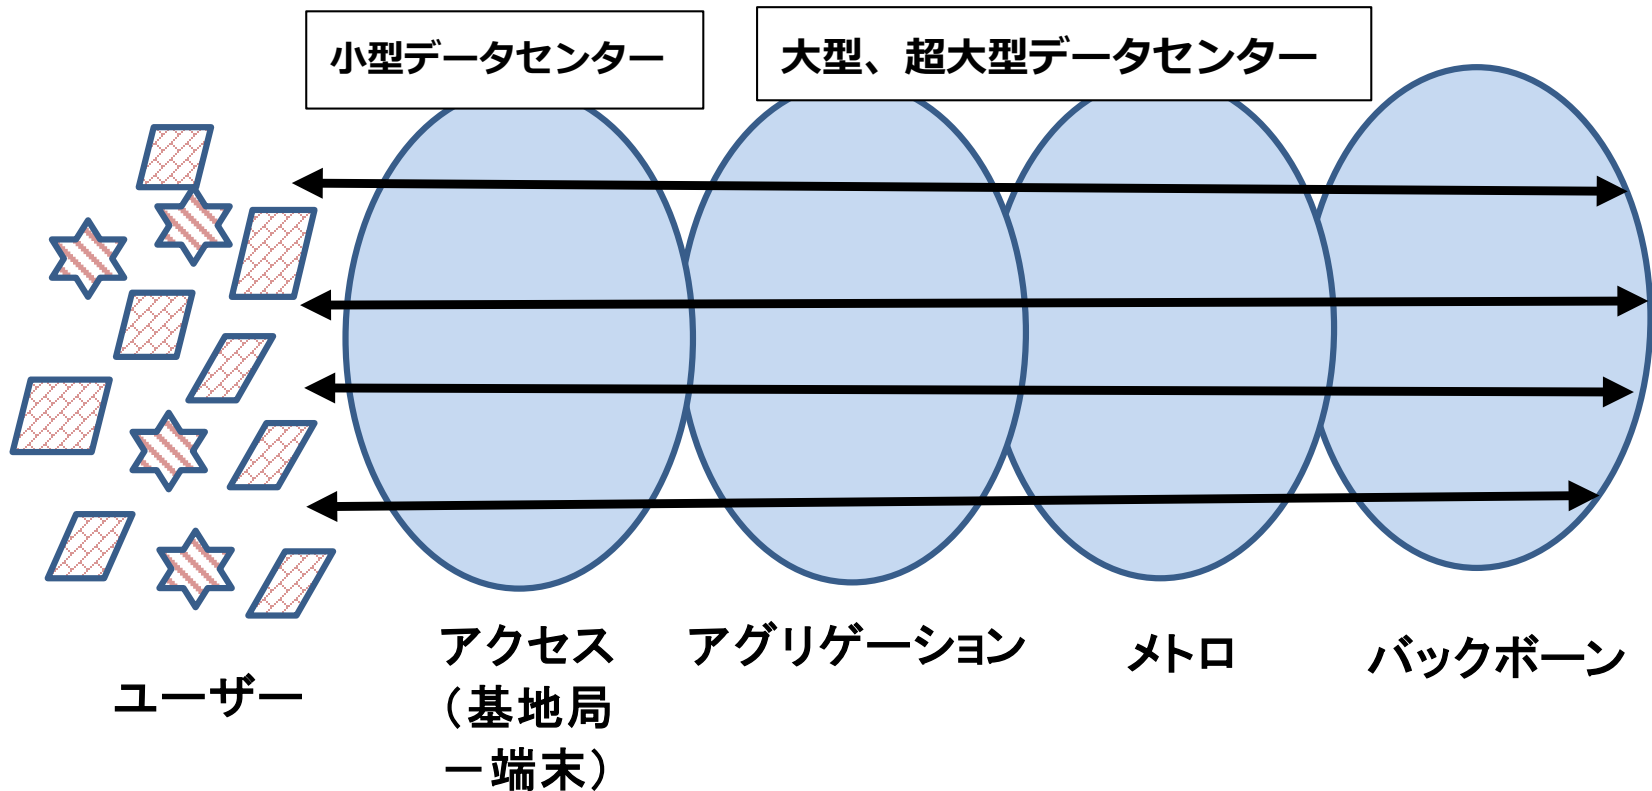 小型データセンター
大型、超大型データセンター
ユーザー
アクセス
（基地局
－端末）
アグリゲーション
メトロ
バックボーン